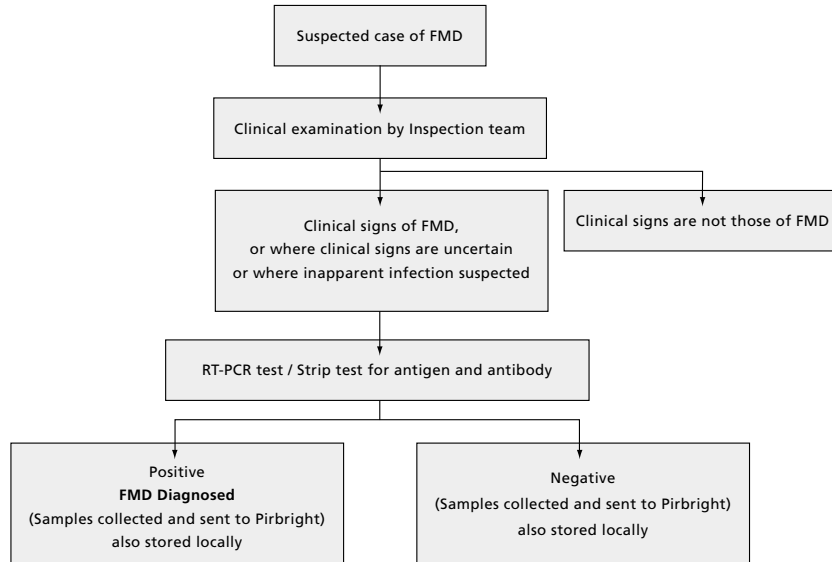 Suspected case of FMD
Clinical examination by Inspection team
Clinical signs of FMD,
or where clinical signs are uncertain
or where inapparent infection suspected
Clinical signs are not those of FMD
RT-PCR test / Strip test for antigen and antibody
Positive
FMD Diagnosed
(Samples collected and sent to Pirbright)
also stored locally
Negative
(Samples collected and sent to Pirbright)
also stored locally